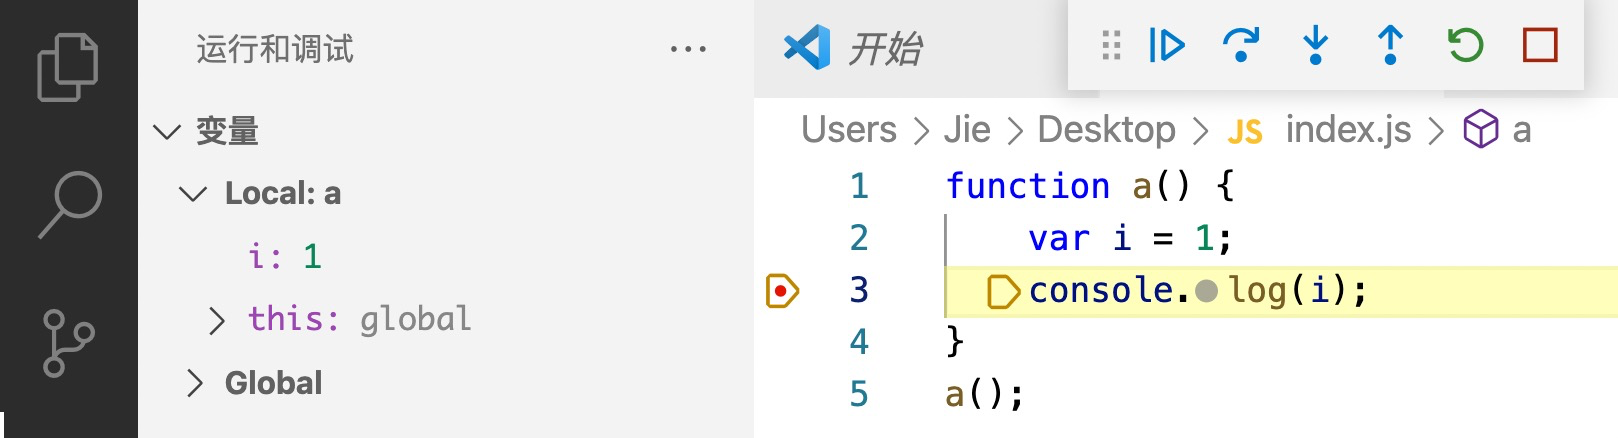 运行和调试
变量
Local: a
i: 1
this: global
Global
开始
Users Jie Desktop JS index.js a
1 function a() {
2 var i = 1;
3 console.log(i);
4 }
5 a();